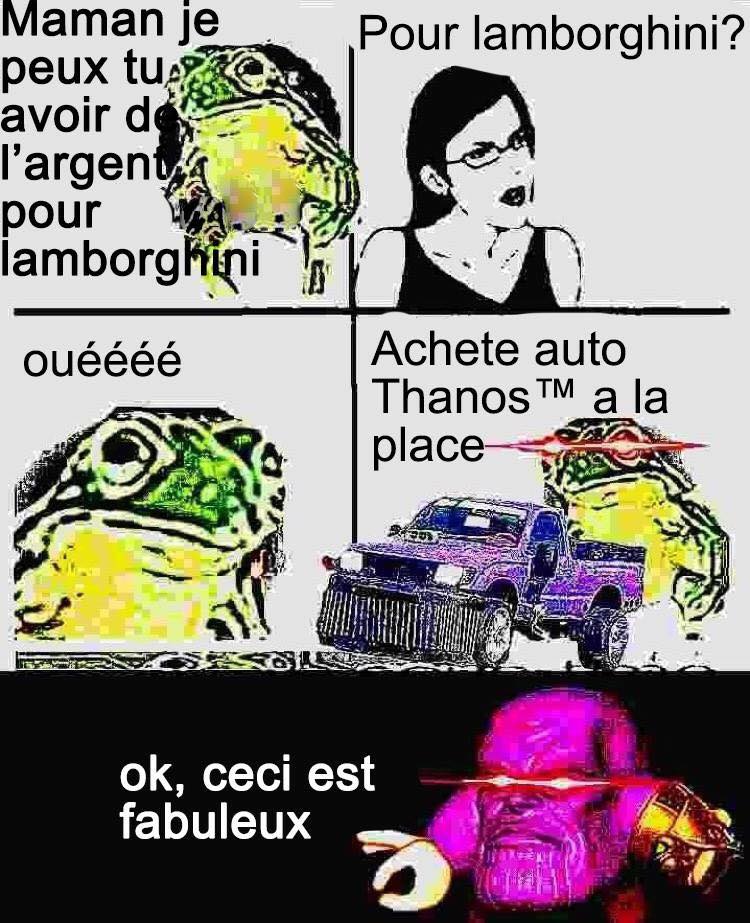 Maman je
peux tu
avoir de
l'argent
pour
lamborghini
Pour lamborghini?
ouéééé
Achete auto
Thanos™ a la
place
ok, ceci est
fabuleux